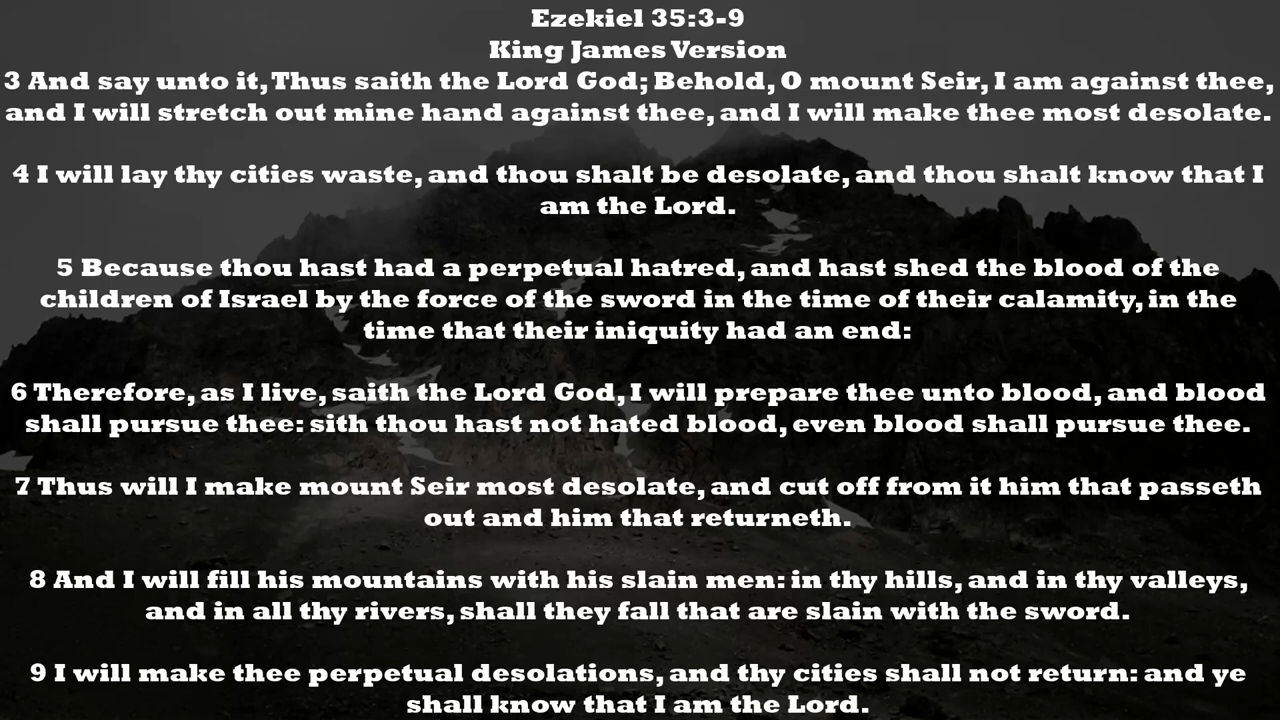 Ezekiel 35:3-9
King James Version
3 And say unto it, Thus saith the Lord God; Behold, O mount Seir, I am against thee,
and I will stretch out mine hand against thee, and I will make thee most desolate.
4 I will lay thy cities waste, and thou shalt be desolate, and thou shalt know that I
am the Lord.
5 Because thou hast had a perpetual hatred, and hast shed the blood of the
children of Israel by the force of the sword in the time of their calamity, in the
time that their iniquity had an end:
6 Therefore, as I live, saith the Lord God, I will prepare thee unto blood, and blood
shall pursue thee: sith thou hast not hated blood, even blood shall pursue thee.
7 Thus will I make mount Seir most desolate, and cut off from it him that passeth
out and him that returneth.
8 And I will fill his mountains with his slain men: in thy hills, and in thy valleys,
and in all thy rivers, shall they fall that are slain with the sword.
9 I will make thee perpetual desolations, and thy cities shall not return: and ye
shall know that I am the Lord.